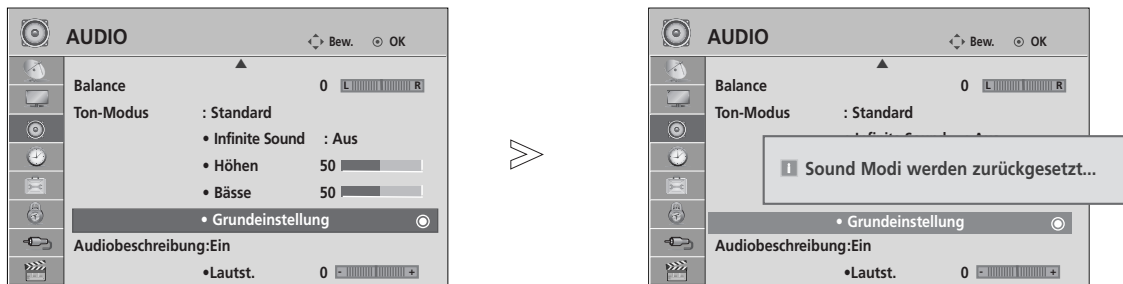 AUDIO Bew. OK
Balance 0 L R
Ton-Modus : Standard
• Infinite Sound : Aus
• Höhen 50
• Bässe 50
• Grundeinstellung
Audiobeschreibung:Ein
•Lautst. 0 - +
AUDIO Bew. OK
Balance 0 L R
Ton-Modus : Standard
Sound Modi werden zurückgesetzt...
• Grundeinstellung
Audiobeschreibung:Ein
•Lautst. 0 - +